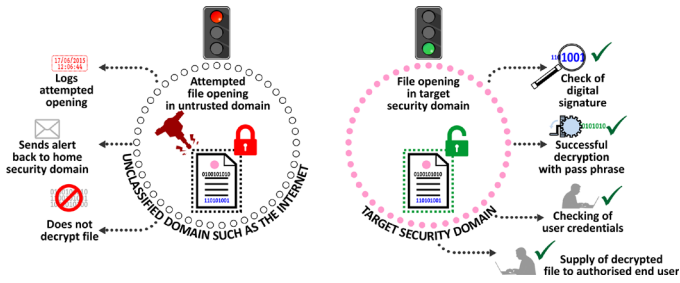 17/06/2015
12:06:44
Logs
attempted
opening
Sends alert
back to home
security domain
Does not
decrypt file
Attempted
file opening
in untrusted domain
0100101010
110101001
UNCLASSIFIED DOMAIN SUCH AS THE INTERNET
File opening
in target
security domain
0100101010
110101001
TARGET SECURITY DOMAIN
1001
Check of
digital
signature
0101010
Successful
decryption
with pass phrase
Checking of
user credentials
Supply of decrypted
file to authorised end user